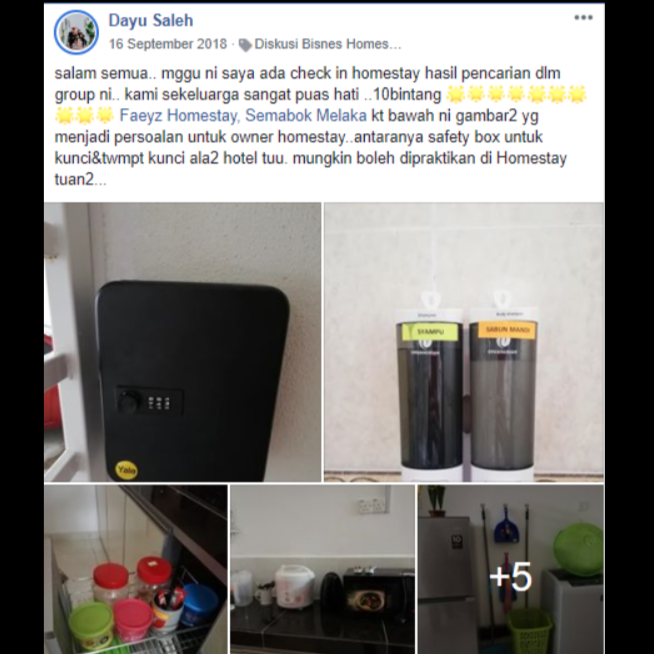 Dayu Saleh
16 September 2018 · Diskusi Bisnes Homes...
salam semua.. mggu ni saya ada check in homestay hasil pencarian dlm
group ni.. kami sekeluarga sangat puas hati ..10bintang 🌟🌟🌟🌟🌟🌟🌟
🌟🌟🌟 Faeyz Homestay, Semabok Melaka kt bawah ni gambar2 yg
menjadi persoalan untuk owner homestay..antaranya safety box untuk
kunci&twmpt kunci ala2 hotel tuu. mungkin boleh dipraktikan di Homestay
tuan2...
SYAMPU
SABUN MANDI
Yale
+5